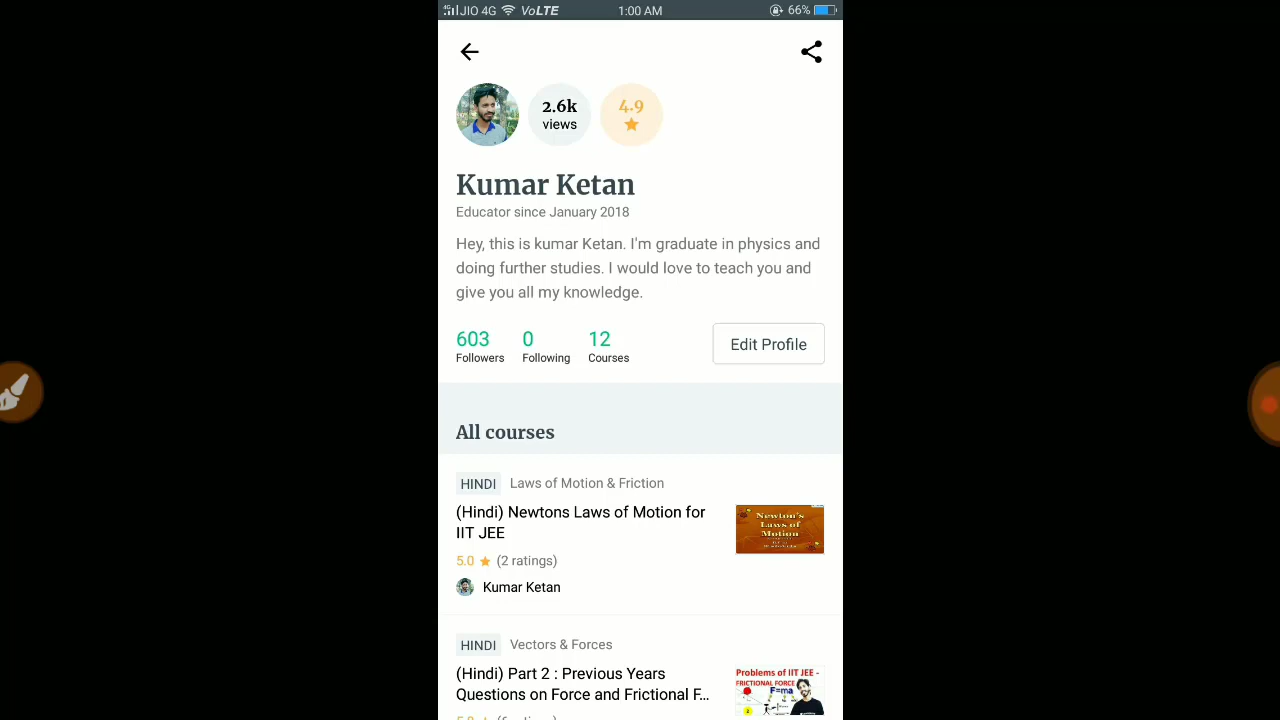 JIO 4G VoLTE 1:00 AM 66%
2.6k
views
4.9
Kumar Ketan
Educator since January 2018
Hey, this is kumar Ketan. I'm graduate in physics and
doing further studies. I would love to teach you and
give you all my knowledge.
603 0 12
Followers Following Courses
Edit Profile
All courses
HINDI Laws of Motion & Friction
(Hindi) Newtons Laws of Motion for
IIT JEE
5.0 (2 ratings)
Kumar Ketan
Newton's
Laws of
Motion
HINDI Vectors & Forces
(Hindi) Part 2 : Previous Years
Questions on Force and Frictional F...
Problems of IIT JEE -
FRICTIONAL FORCE
F=ma